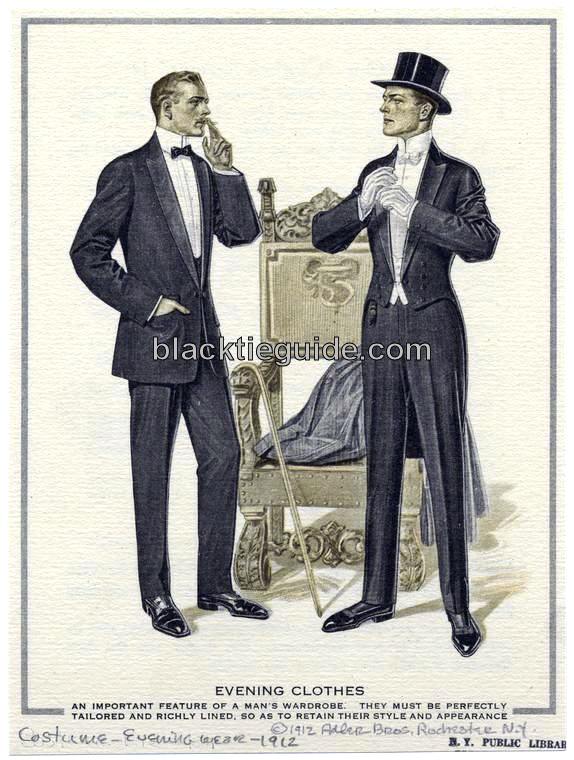 blacktieguide.com
EVENING CLOTHES
AN IMPORTANT FEATURE OF A MAN'S WARDROBE. THEY MUST BE PERFECTLY
TAILORED AND RICHLY LINED, SO AS TO RETAIN THEIR STYLE AND APPEARANCE
©1912 Adler Bros, Rochester N.Y.
Costume - Evening wear - 1912
N. Y. PUBLIC LIBRAR